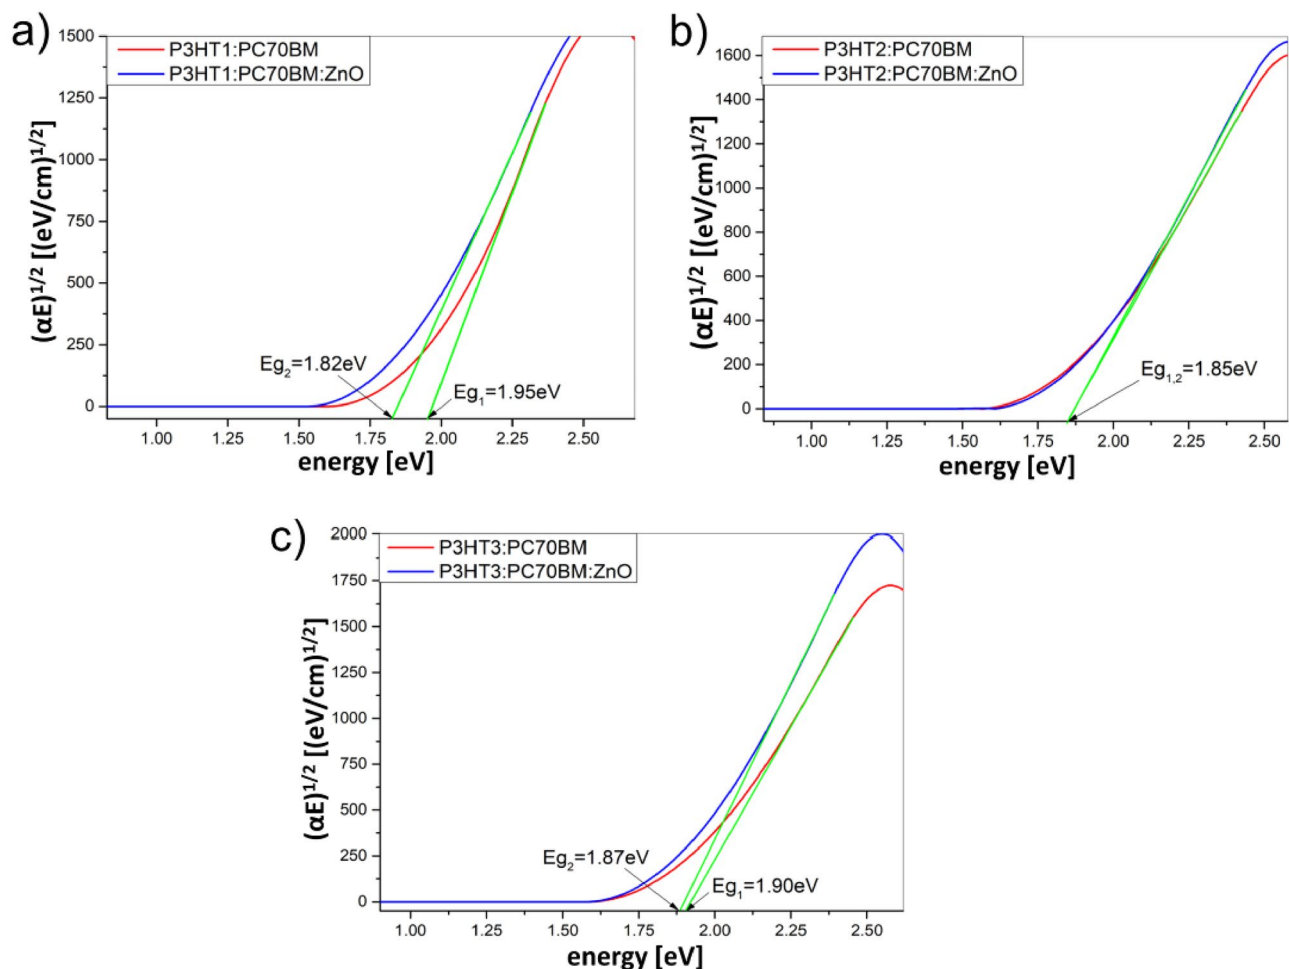 a)
P3HT1:PC70BM
P3HT1:PC70BM:ZnO
(αE)^1/2 [(eV/cm)^1/2]
1500
1250
1000
750
500
250
0
Eg₂=1.82eV
Eg₁=1.95eV
1.00 1.25 1.50 1.75 2.00 2.25 2.50
energy [eV]
b)
P3HT2:PC70BM
P3HT2:PC70BM:ZnO
(αE)^1/2 [(eV/cm)^1/2]
1600
1400
1200
1000
800
600
400
200
0
Eg₁,₂=1.85eV
1.00 1.25 1.50 1.75 2.00 2.25 2.50
energy [eV]
c)
P3HT3:PC70BM
P3HT3:PC70BM:ZnO
(αE)^1/2 [(eV/cm)^1/2]
2000
1750
1500
1250
1000
750
500
250
0
Eg₂=1.87eV
Eg₁=1.90eV
1.00 1.25 1.50 1.75 2.00 2.25 2.50
energy [eV]